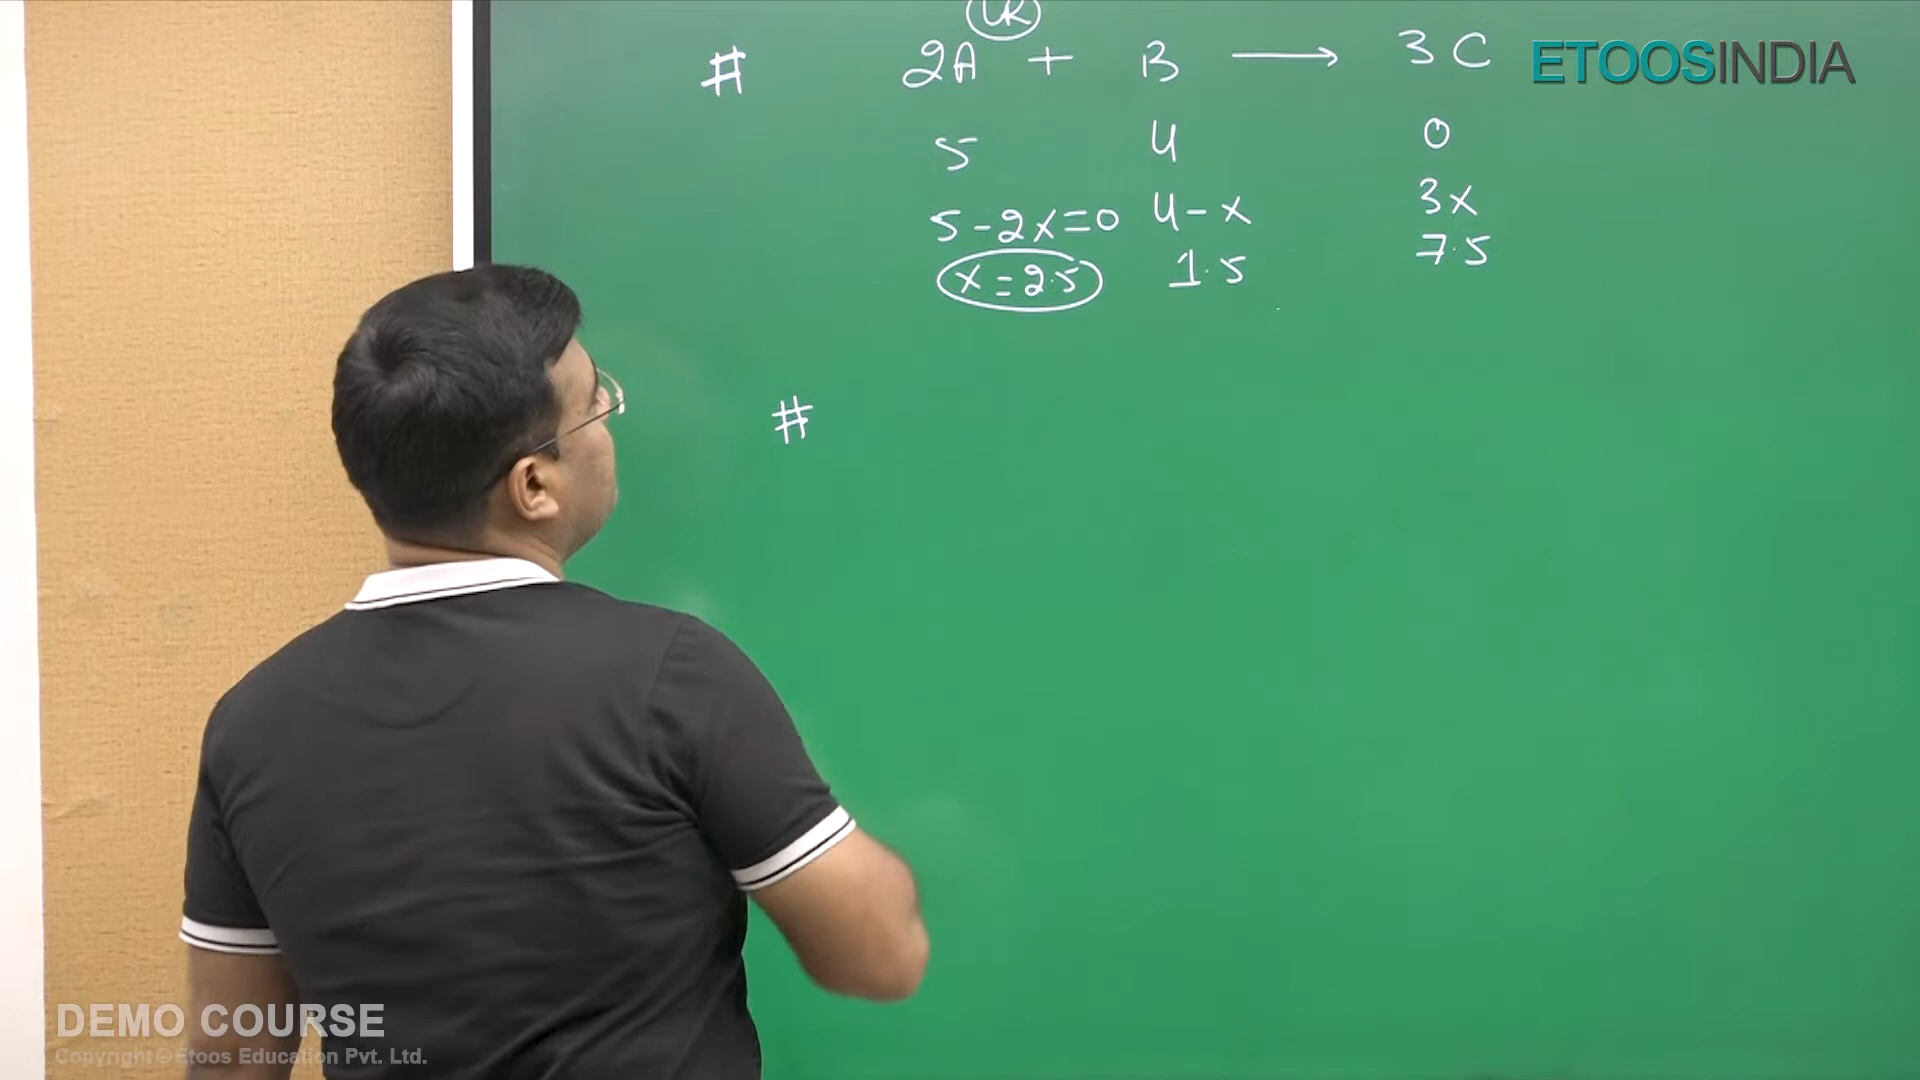 LR
# 2A + B → 3C
5 4 0
5-2x=0 4-x 3x
x=2.5 1.5 7.5
#
ETOOSINDIA
DEMO COURSE
Copyright © Etoos Education Pvt. Ltd.